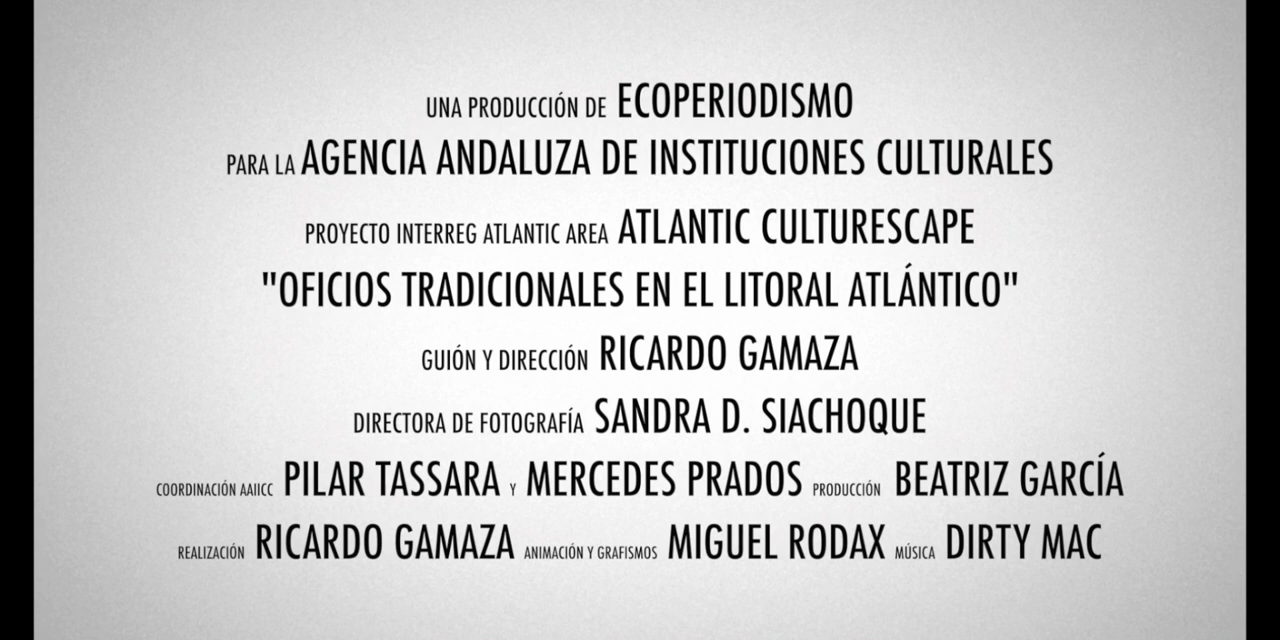 UNA PRODUCCIÓN DE ECOPERIODISMO
PARA LA AGENCIA ANDALUZA DE INSTITUCIONES CULTURALES
PROYECTO INTERREG ATLANTIC AREA ATLANTIC CULTURESCAPE
"OFICIOS TRADICIONALES EN EL LITORAL ATLÁNTICO"
GUIÓN Y DIRECCIÓN RICARDO GAMAZA
DIRECTORA DE FOTOGRAFÍA SANDRA D. SIACHOQUE
COORDINACIÓN AAIICC PILAR TASSARA Y MERCEDES PRADOS PRODUCCIÓN BEATRIZ GARCÍA
REALIZACIÓN RICARDO GAMAZA ANIMACIÓN Y GRAFISMOS MIGUEL RODAX MÚSICA DIRTY MAC